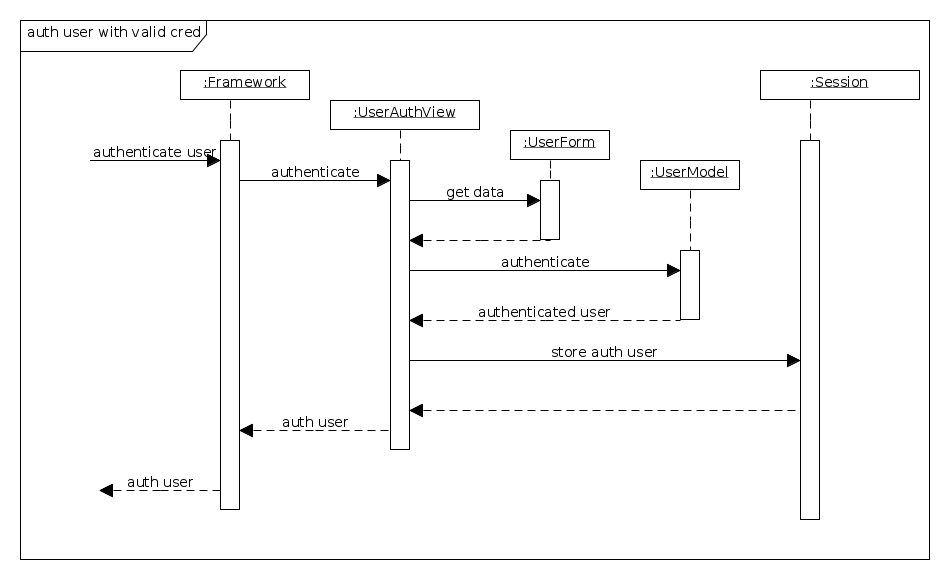 auth user with valid cred
:Framework
:Session
:UserAuthView
:UserForm
:UserModel
authenticate user
authenticate
get data
authenticate
authenticated user
store auth user
auth user
auth user